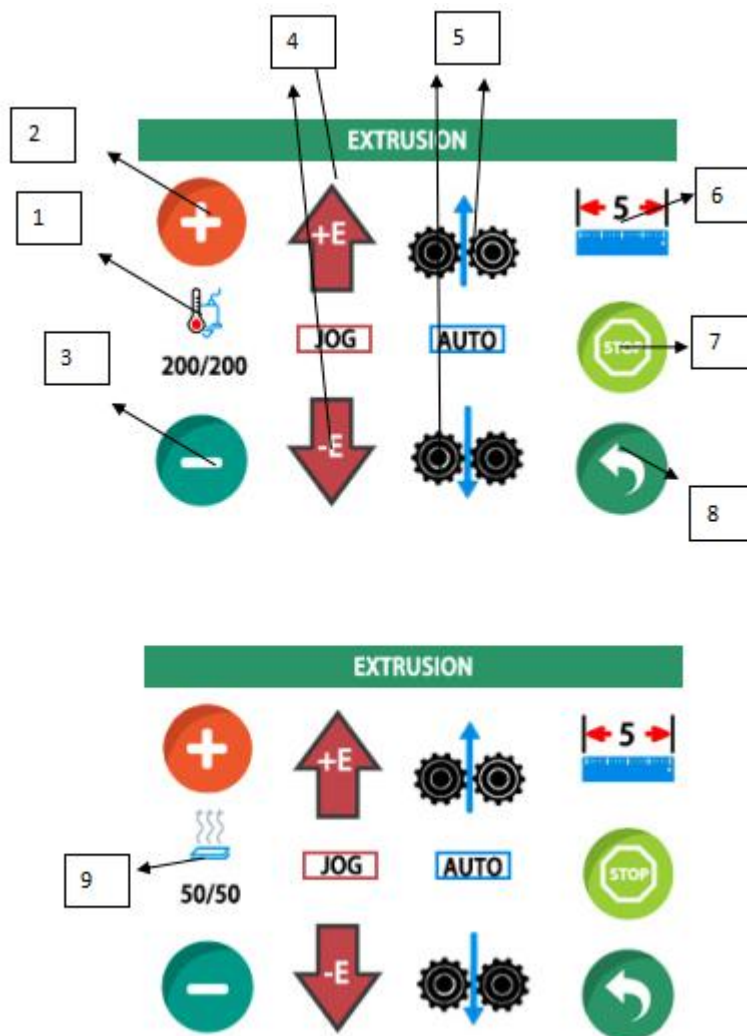 4 5
2 EXTRUSION
+E 5 6
1
JOG AUTO STOP 7
200/200
3 -E
8
EXTRUSION
+E 5
JOG AUTO STOP
9 50/50
-E